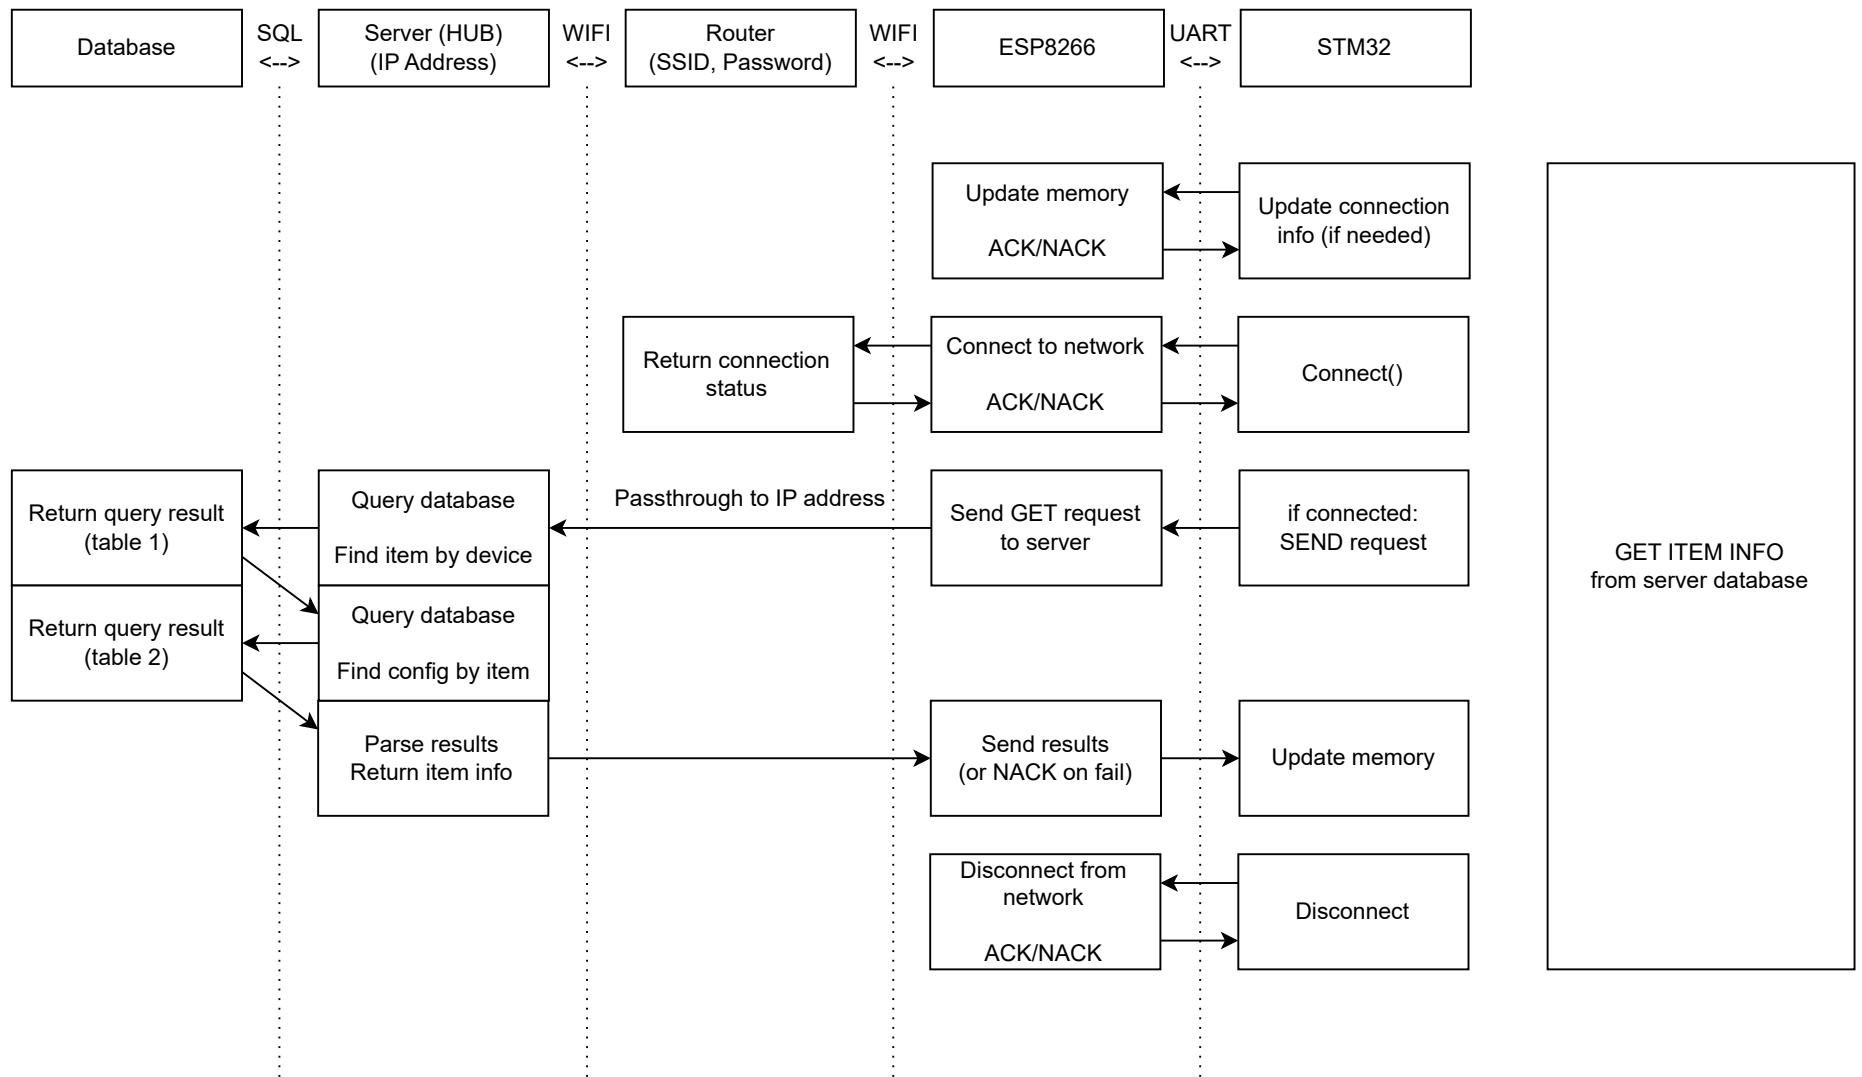 Database
SQL
<-->
Server (HUB)
(IP Address)
WIFI
<-->
Router
(SSID, Password)
WIFI
<-->
ESP8266
UART
<-->
STM32
Update memory
ACK/NACK
Update connection
info (if needed)
Return connection
status
Connect to network
ACK/NACK
Connect()
Return query result
(table 1)
Query database
Find item by device
Passthrough to IP address
Send GET request
to server
if connected:
SEND request
GET ITEM INFO
from server database
Return query result
(table 2)
Query database
Find config by item
Parse results
Return item info
Send results
(or NACK on fail)
Update memory
Disconnect from
network
ACK/NACK
Disconnect